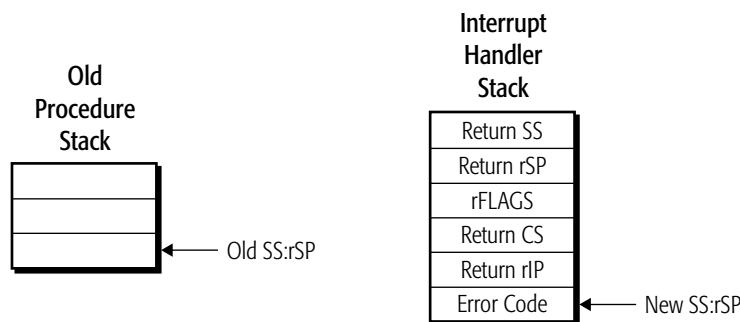 Old
Procedure
Stack
Old SS:rSP
Interrupt
Handler
Stack
Return SS
Return rSP
rFLAGS
Return CS
Return rIP
Error Code
New SS:rSP